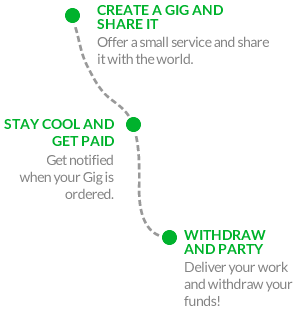 CREATE A GIG AND
SHARE IT
Offer a small service and share
it with the world.
STAY COOL AND
GET PAID
Get notified
when your Gig is
ordered.
WITHDRAW
AND PARTY
Deliver your work
and withdraw your
funds!